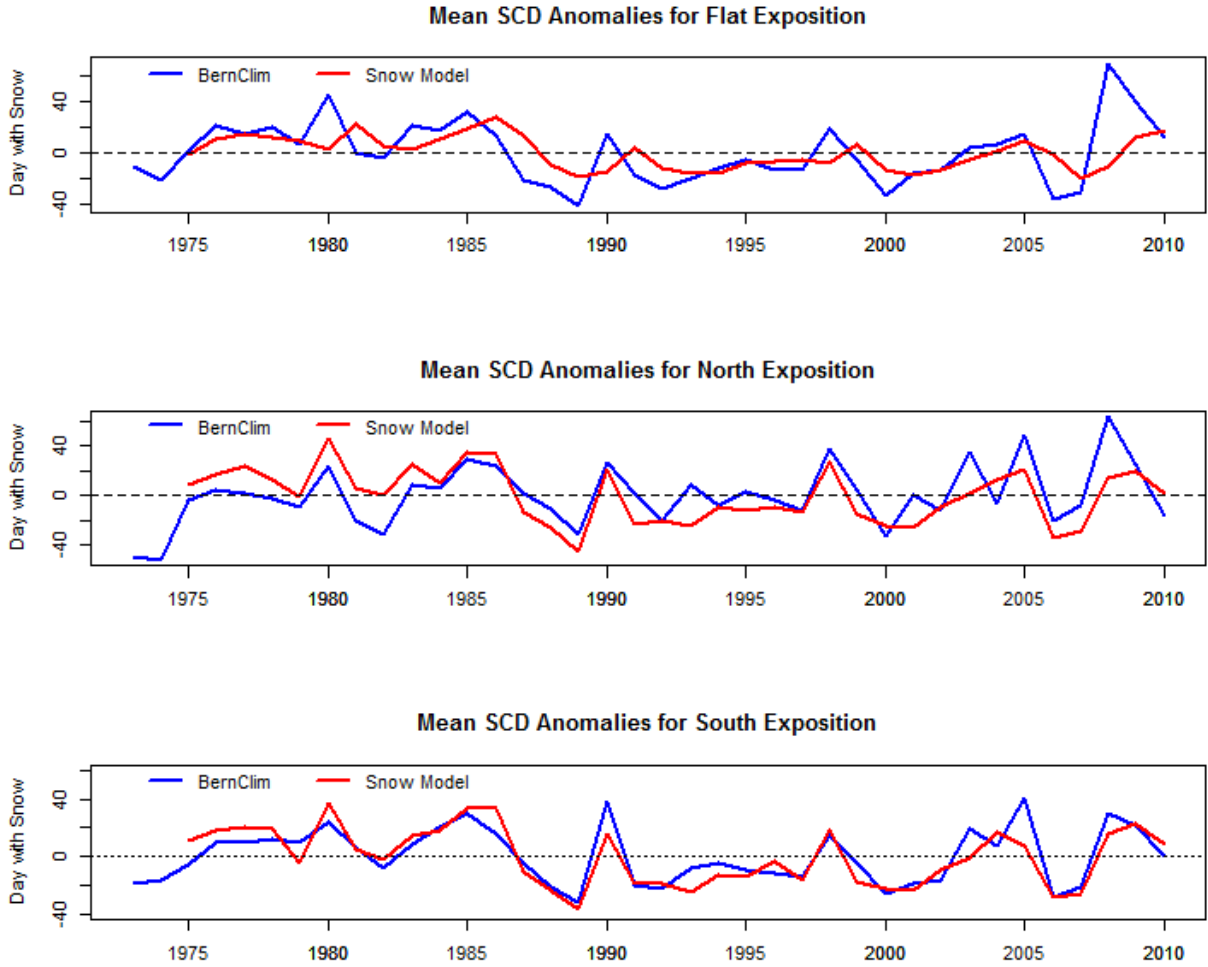 Mean SCD Anomalies for Flat Exposition
BernClim Snow Model
Day with Snow
40
0
-40
1975 1980 1985 1990 1995 2000 2005 2010
Mean SCD Anomalies for North Exposition
BernClim Snow Model
Day with Snow
40
0
-40
1975 1980 1985 1990 1995 2000 2005 2010
Mean SCD Anomalies for South Exposition
BernClim Snow Model
Day with Snow
40
0
-40
1975 1980 1985 1990 1995 2000 2005 2010